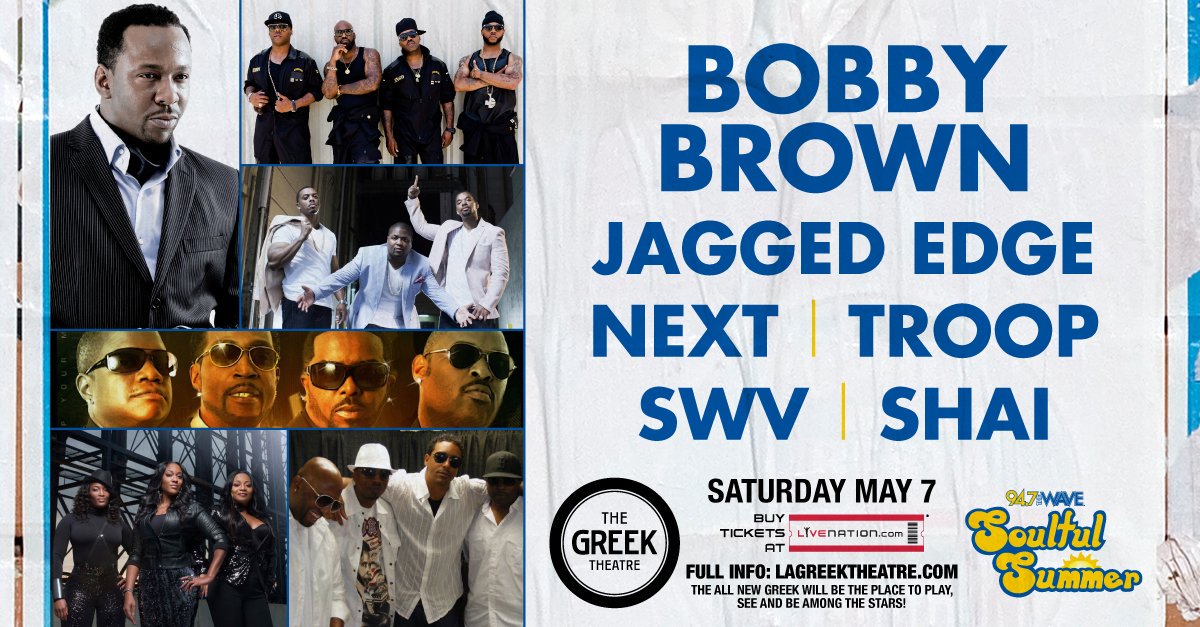 BOBBY
BROWN
JAGGED EDGE
NEXT | TROOP
SWV | SHAI
THE
GREEK
THEATRE
SATURDAY MAY 7
BUY
TICKETS
AT
LIVENATION.com
FULL INFO: LAGREEKTHEATRE.COM
THE ALL NEW GREEK WILL BE THE PLACE TO PLAY,
SEE AND BE AMONG THE STARS!
94.7 THE WAVE
Soulful
Summer